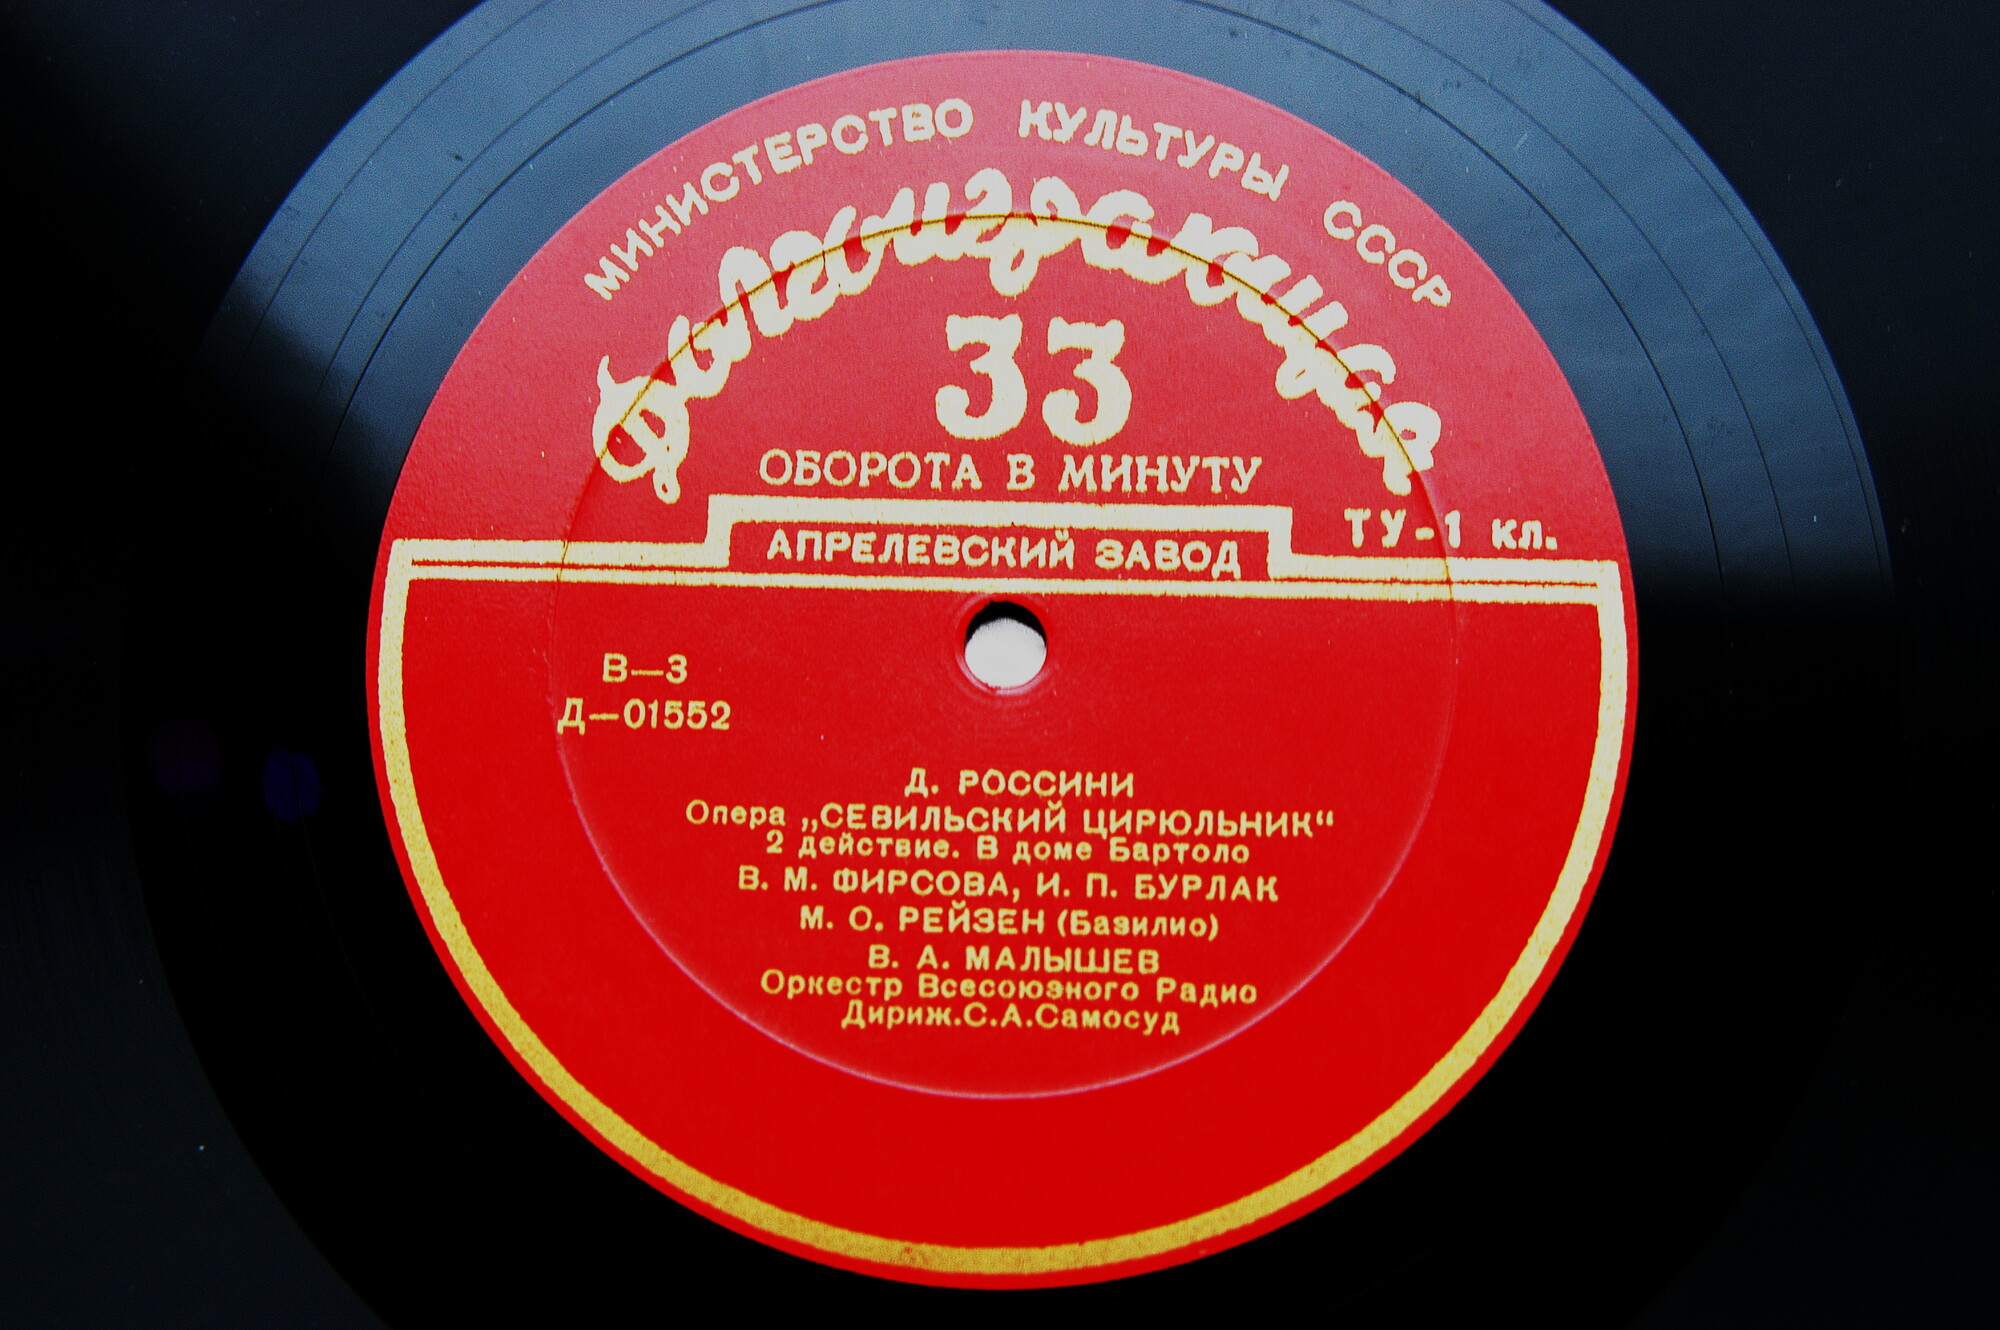 МИНИСТЕРСТВО КУЛЬТУРЫ СССР
Долгоиграющая
33
ОБОРОТА В МИНУТУ
ТУ-1 кл.
АПРЕЛЕВСКИЙ ЗАВОД
В—3
Д—01552
Д. РОССИНИ
Опера „СЕВИЛЬСКИЙ ЦИРЮЛЬНИК“
2 действие. В доме Бартоло
В. М. ФИРСОВА, И. П. БУРЛАК
М. О. РЕЙЗЕН (Базилио)
В. А. МАЛЫШЕВ
Оркестр Всесоюзного Радио
Дириж.С.А.Самосуд